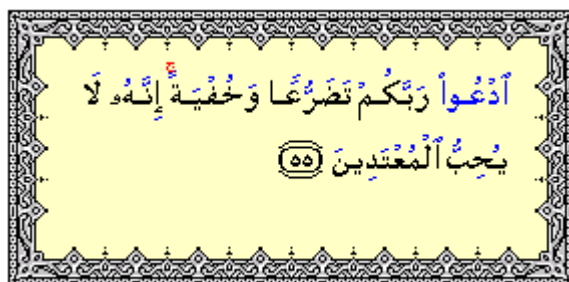 ٱدْعُوا۟ رَبَّكُمْ تَضَرُّعًا وَخُفْيَةً ۚ إِنَّهُۥ لَا
يُحِبُّ ٱلْمُعْتَدِينَ ٥٥